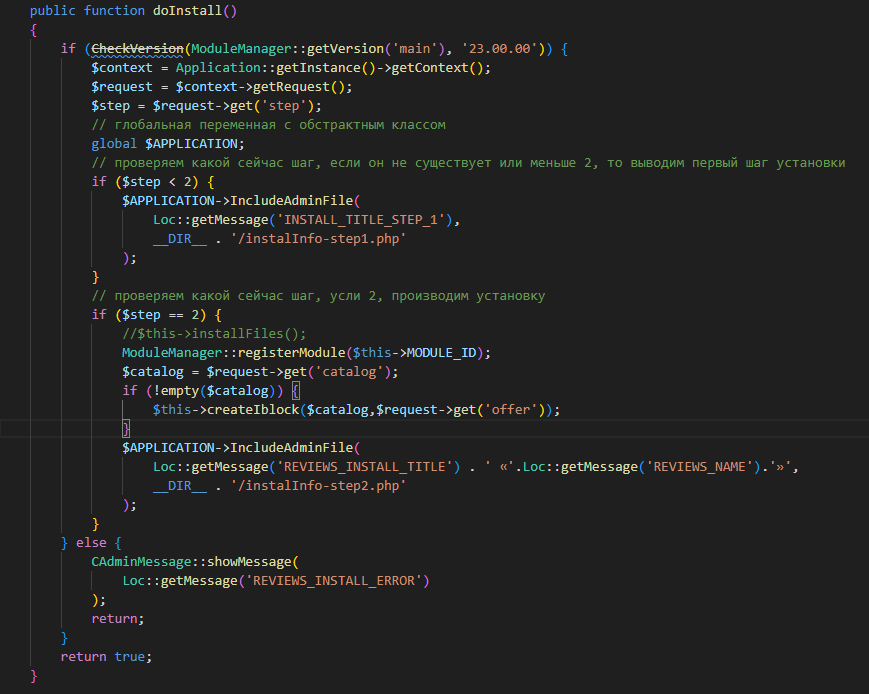 public function doInstall()
{
    if (CheckVersion(ModuleManager::getVersion('main'), '23.00.00')) {
        $context = Application::getInstance()->getContext();
        $request = $context->getRequest();
        $step = $request->get('step');
        // глобальная переменная с обстрактным классом
        global $APPLICATION;
        // проверяем какой сейчас шаг, если он не существует или меньше 2, то выводим первый шаг установки
        if ($step < 2) {
            $APPLICATION->IncludeAdminFile(
                Loc::getMessage('INSTALL_TITLE_STEP_1'),
                __DIR__ . '/instalInfo-step1.php'
            );
        }
        // проверяем какой сейчас шаг, усли 2, производим установку
        if ($step == 2) {
            //$this->installFiles();
            ModuleManager::registerModule($this->MODULE_ID);
            $catalog = $request->get('catalog');
            if (!empty($catalog)) {
                $this->createIblock($catalog,$request->get('offer'));
            }
            $APPLICATION->IncludeAdminFile(
                Loc::getMessage('REVIEWS_INSTALL_TITLE') . ' «'.Loc::getMessage('REVIEWS_NAME').'»',
                __DIR__ . '/instalInfo-step2.php'
            );
        }
    } else {
        CAdminMessage::showMessage(
            Loc::getMessage('REVIEWS_INSTALL_ERROR')
        );
        return;
    }
    return true;
}